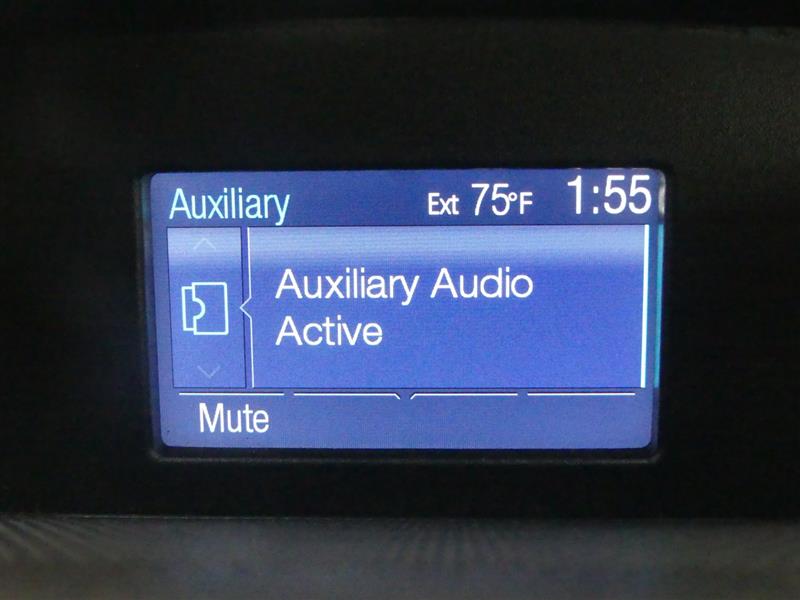 Auxiliary Ext 75°F 1:55
Auxiliary Audio
Active
Mute